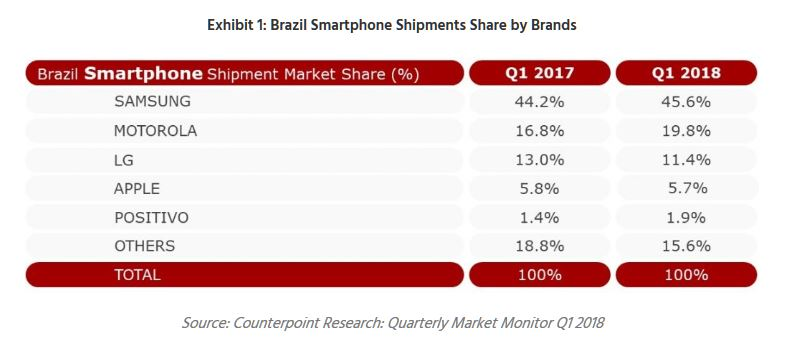 Exhibit 1: Brazil Smartphone Shipments Share by Brands
Brazil Smartphone Shipment Market Share (%) Q1 2017 Q1 2018
SAMSUNG 44.2% 45.6%
MOTOROLA 16.8% 19.8%
LG 13.0% 11.4%
APPLE 5.8% 5.7%
POSITIVO 1.4% 1.9%
OTHERS 18.8% 15.6%
TOTAL 100% 100%
Source: Counterpoint Research: Quarterly Market Monitor Q1 2018